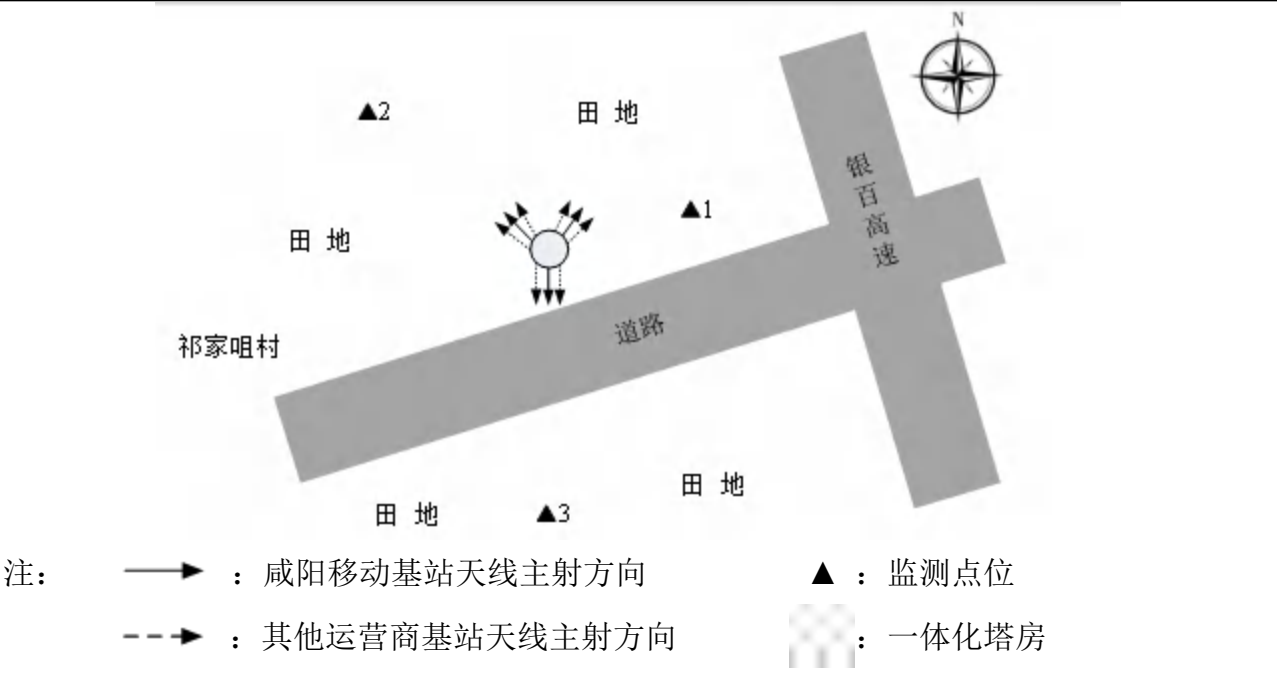 N
▲2
田 地
银百高速
▲1
田 地
道路
祁家咀村
田 地
田 地
▲3
注： ：咸阳移动基站天线主射方向 ▲ ：监测点位
：其他运营商基站天线主射方向 ：一体化塔房